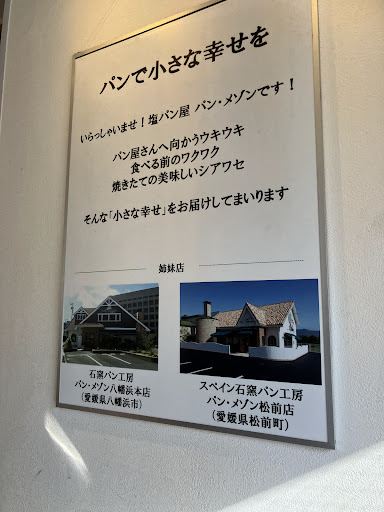 パンで小さな幸せを
いらっしゃいませ！塩パン屋 パン・メゾンです！
パン屋さんへ向かうウキウキ
食べる前のワクワク
焼きたての美味しいシアワセ
そんな「小さな幸せ」をお届けしてまいります
姉妹店
石窯パン工房
パン・メゾン八幡浜本店
（愛媛県八幡浜市）
スペイン石窯パン工房
パン・メゾン松前店
（愛媛県松前町）